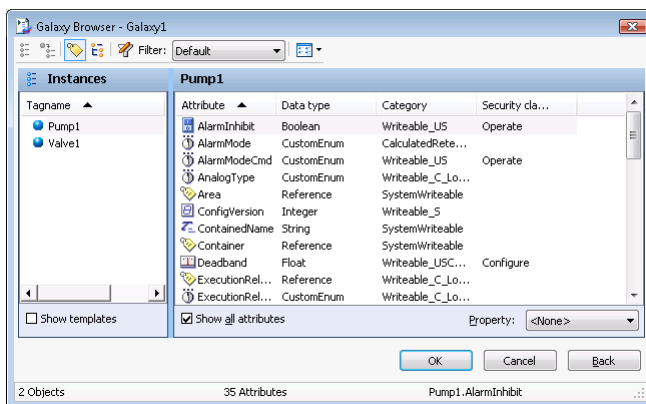 Galaxy Browser - Galaxy1
Filter: Default
Instances
Pump1
Tagname
Pump1
Valve1
Attribute Data type Category Security cla...
AlarmInhibit Boolean Writeable_US Operate
AlarmMode CustomEnum CalculatedRete...
AlarmModeCmd CustomEnum Writeable_US Operate
AnalogType CustomEnum Writeable_C_Lo...
Area Reference SystemWriteable
ConfigVersion Integer Writeable_S
ContainedName String SystemWriteable
Container Reference SystemWriteable
Deadband Float Writeable_USC... Configure
ExecutionRel... Reference Writeable_C_Lo...
ExecutionRel... CustomEnum Writeable_C_Lo...
Show templates
Show all attributes
Property: <None>
OK Cancel Back
2 Objects 35 Attributes Pump1.AlarmInhibit